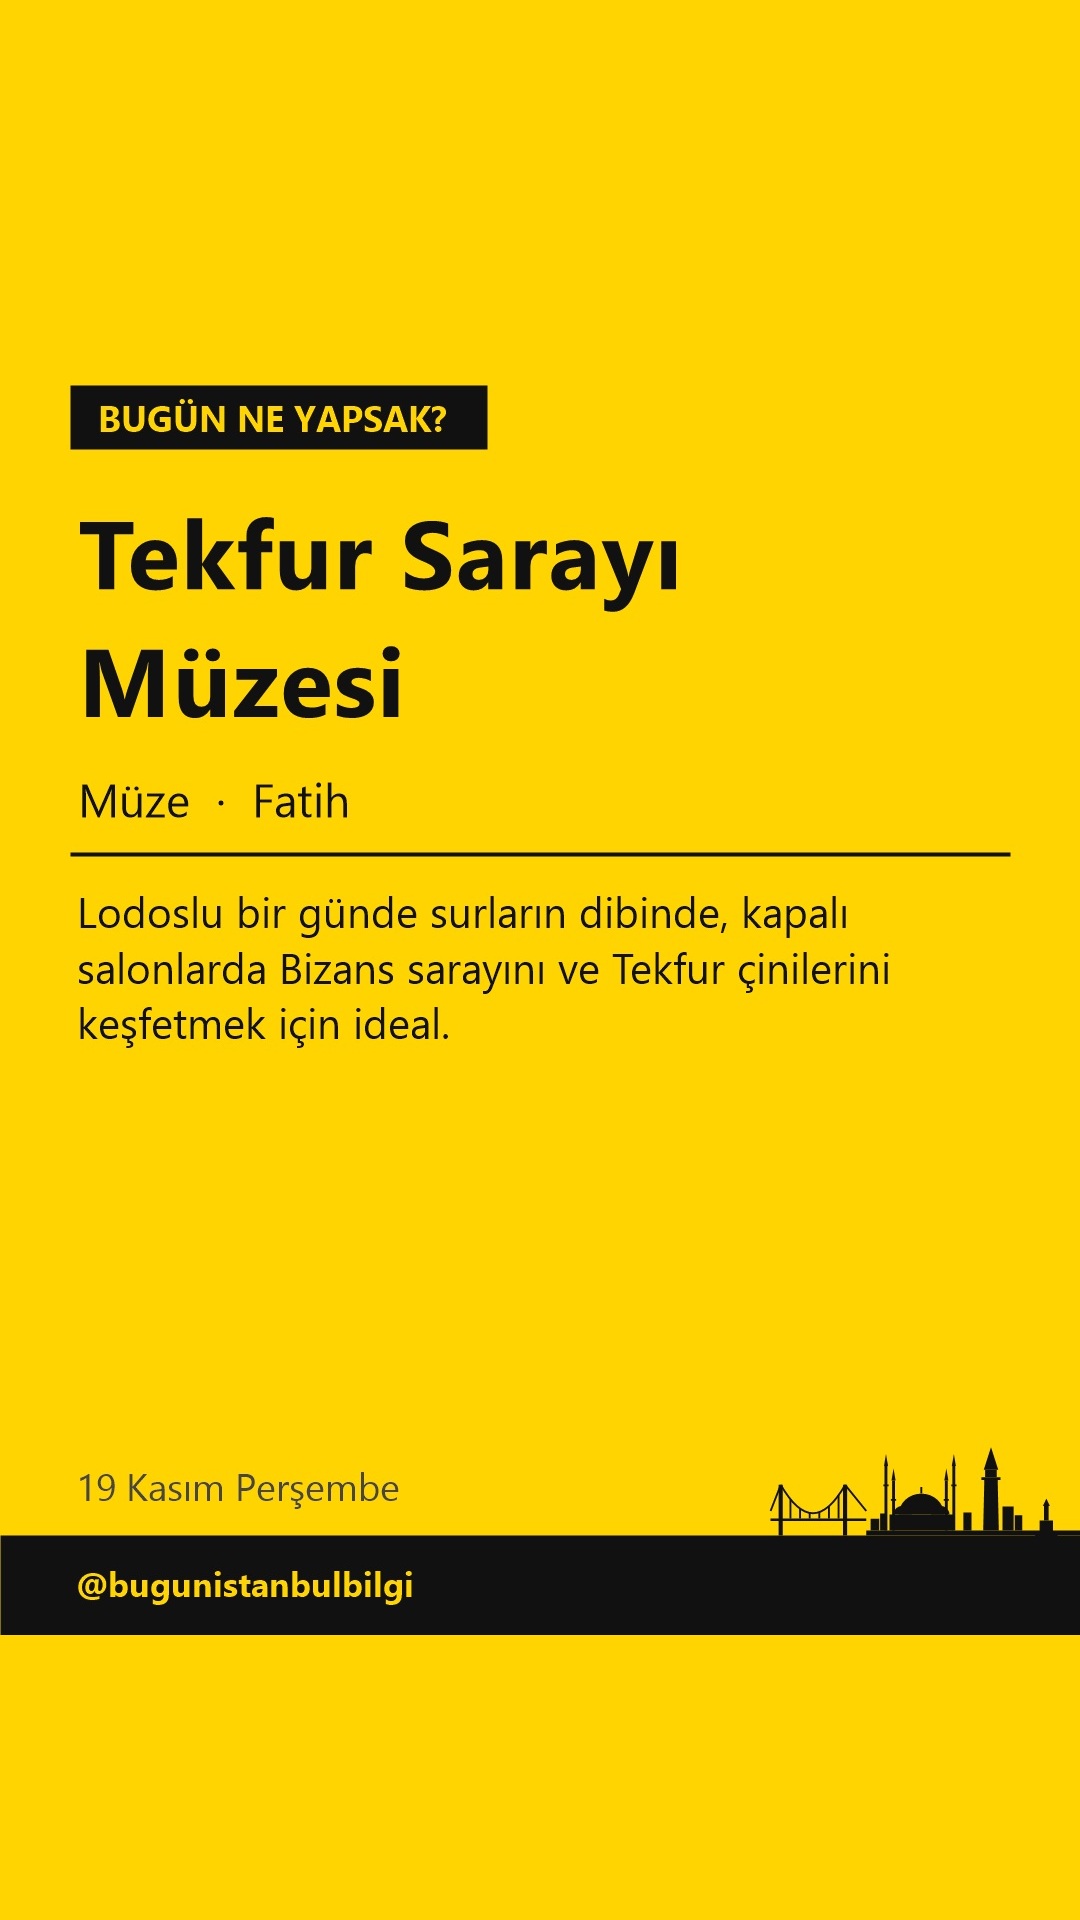 BUGÜN NE YAPSAK?
Tekfur Sarayı
Müzesi
Müze · Fatih
Lodoslu bir günde surların dibinde, kapalı
salonlarda Bizans sarayını ve Tekfur çinilerini
keşfetmek için ideal.
19 Kasım Perşembe
@bugunistanbulbilgi